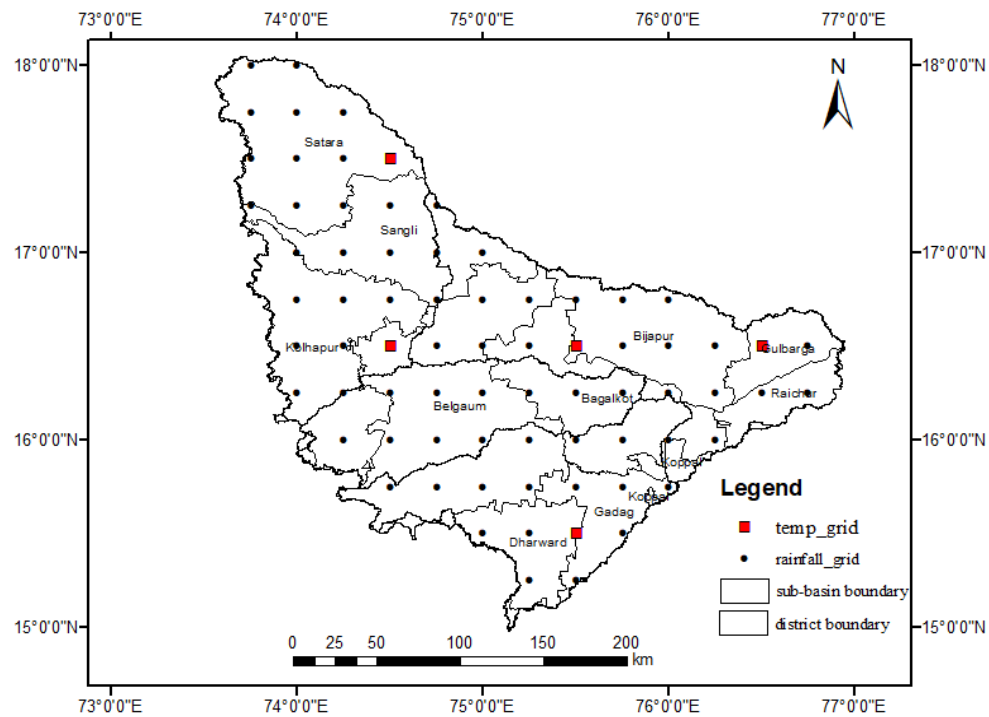 73°0'0"E 74°0'0"E 75°0'0"E 76°0'0"E 77°0'0"E
18°0'0"N 18°0'0"N
N
Satara
Sangli
17°0'0"N 17°0'0"N
Bijapur
Kolhapur Gulbarga
Raichur
Belgaum Bagalkot
16°0'0"N 16°0'0"N
Koppal
Legend
Koppal
Gadag
temp_grid
Dharward
rainfall_grid
sub-basin boundary
15°0'0"N district boundary 15°0'0"N
0 25 50 100 150 200
km
73°0'0"E 74°0'0"E 75°0'0"E 76°0'0"E 77°0'0"E